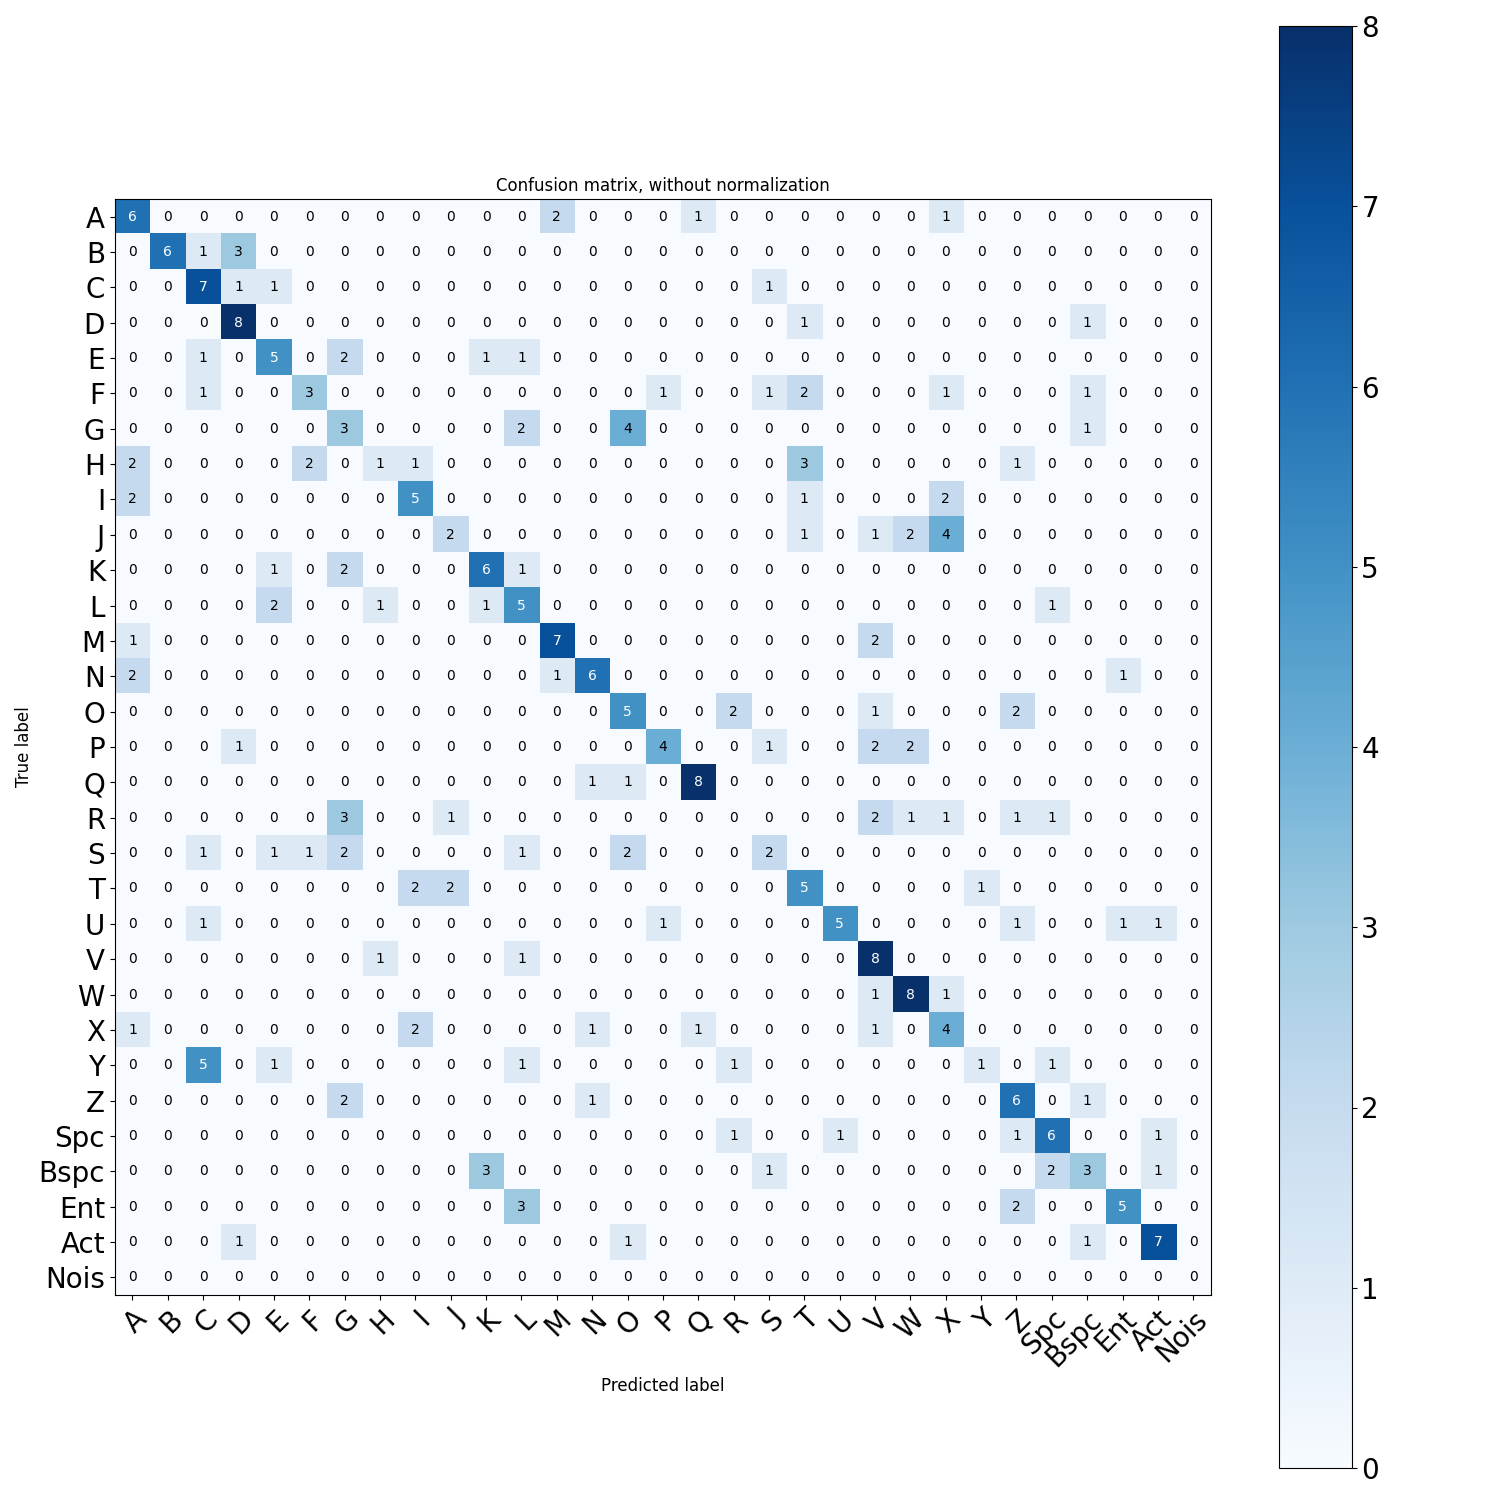 Confusion matrix, without normalization
A 6 0 0 0 0 0 0 0 0 0 0 0 2 0 0 0 1 0 0 0 0 0 0 1 0 0 0 0 0 0 0
B 0 6 1 3 0 0 0 0 0 0 0 0 0 0 0 0 0 0 0 0 0 0 0 0 0 0 0 0 0 0 0
C 0 0 7 1 1 0 0 0 0 0 0 0 0 0 0 0 0 0 1 0 0 0 0 0 0 0 0 0 0 0 0
D 0 0 0 8 0 0 0 0 0 0 0 0 0 0 0 0 0 0 0 1 0 0 0 0 0 0 0 1 0 0 0
E 0 0 1 0 5 0 2 0 0 0 1 1 0 0 0 0 0 0 0 0 0 0 0 0 0 0 0 0 0 0 0
F 0 0 1 0 0 3 0 0 0 0 0 0 0 0 0 1 0 0 1 2 0 0 0 1 0 0 0 1 0 0 0
G 0 0 0 0 0 0 3 0 0 0 0 2 0 0 4 0 0 0 0 0 0 0 0 0 0 0 0 1 0 0 0
H 2 0 0 0 0 2 0 1 1 0 0 0 0 0 0 0 0 0 0 3 0 0 0 0 0 1 0 0 0 0 0
I 2 0 0 0 0 0 0 0 5 0 0 0 0 0 0 0 0 0 0 1 0 0 0 2 0 0 0 0 0 0 0
J 0 0 0 0 0 0 0 0 0 2 0 0 0 0 0 0 0 0 0 1 0 1 2 4 0 0 0 0 0 0 0
K 0 0 0 0 1 0 2 0 0 0 6 1 0 0 0 0 0 0 0 0 0 0 0 0 0 0 0 0 0 0 0
L 0 0 0 0 2 0 0 1 0 0 1 5 0 0 0 0 0 0 0 0 0 0 0 0 0 0 1 0 0 0 0
M 1 0 0 0 0 0 0 0 0 0 0 0 7 0 0 0 0 0 0 0 0 2 0 0 0 0 0 0 0 0 0
N 2 0 0 0 0 0 0 0 0 0 0 0 1 6 0 0 0 0 0 0 0 0 0 0 0 0 0 0 1 0 0
O 0 0 0 0 0 0 0 0 0 0 0 0 0 0 5 0 0 2 0 0 0 1 0 0 0 2 0 0 0 0 0
P 0 0 0 1 0 0 0 0 0 0 0 0 0 0 0 4 0 0 1 0 0 2 2 0 0 0 0 0 0 0 0
Q 0 0 0 0 0 0 0 0 0 0 0 0 0 1 1 0 8 0 0 0 0 0 0 0 0 0 0 0 0 0 0
R 0 0 0 0 0 0 3 0 0 1 0 0 0 0 0 0 0 0 0 0 0 2 1 1 0 1 1 0 0 0 0
S 0 0 1 0 1 1 2 0 0 0 0 1 0 0 2 0 0 0 2 0 0 0 0 0 0 0 0 0 0 0 0
T 0 0 0 0 0 0 0 0 2 2 0 0 0 0 0 0 0 0 0 5 0 0 0 0 1 0 0 0 0 0 0
U 0 0 1 0 0 0 0 0 0 0 0 0 0 0 0 1 0 0 0 0 5 0 0 0 0 1 0 0 1 1 0
V 0 0 0 0 0 0 0 1 0 0 0 1 0 0 0 0 0 0 0 0 0 8 0 0 0 0 0 0 0 0 0
W 0 0 0 0 0 0 0 0 0 0 0 0 0 0 0 0 0 0 0 0 0 1 8 1 0 0 0 0 0 0 0
X 1 0 0 0 0 0 0 0 2 0 0 0 0 1 0 0 1 0 0 0 0 1 0 4 0 0 0 0 0 0 0
Y 0 0 5 0 1 0 0 0 0 0 0 1 0 0 0 0 0 1 0 0 0 0 0 0 1 0 1 0 0 0 0
Z 0 0 0 0 0 0 2 0 0 0 0 0 0 1 0 0 0 0 0 0 0 0 0 0 0 6 0 1 0 0 0
Spc 0 0 0 0 0 0 0 0 0 0 0 0 0 0 0 0 0 1 0 0 1 0 0 0 0 1 6 0 0 1 0
Bspc 0 0 0 0 0 0 0 0 0 0 3 0 0 0 0 0 0 0 1 0 0 0 0 0 0 0 2 3 0 1 0
Ent 0 0 0 0 0 0 0 0 0 0 0 3 0 0 0 0 0 0 0 0 0 0 0 0 0 2 0 0 5 0 0
Act 0 0 0 1 0 0 0 0 0 0 0 0 0 0 1 0 0 0 0 0 0 0 0 0 0 0 0 1 0 7 0
Nois 0 0 0 0 0 0 0 0 0 0 0 0 0 0 0 0 0 0 0 0 0 0 0 0 0 0 0 0 0 0 0
A B C D E F G H I J K L M N O P Q R S T U V W X Y Z Spc Bspc Ent Act Nois
Predicted label
True label
8
7
6
5
4
3
2
1
0